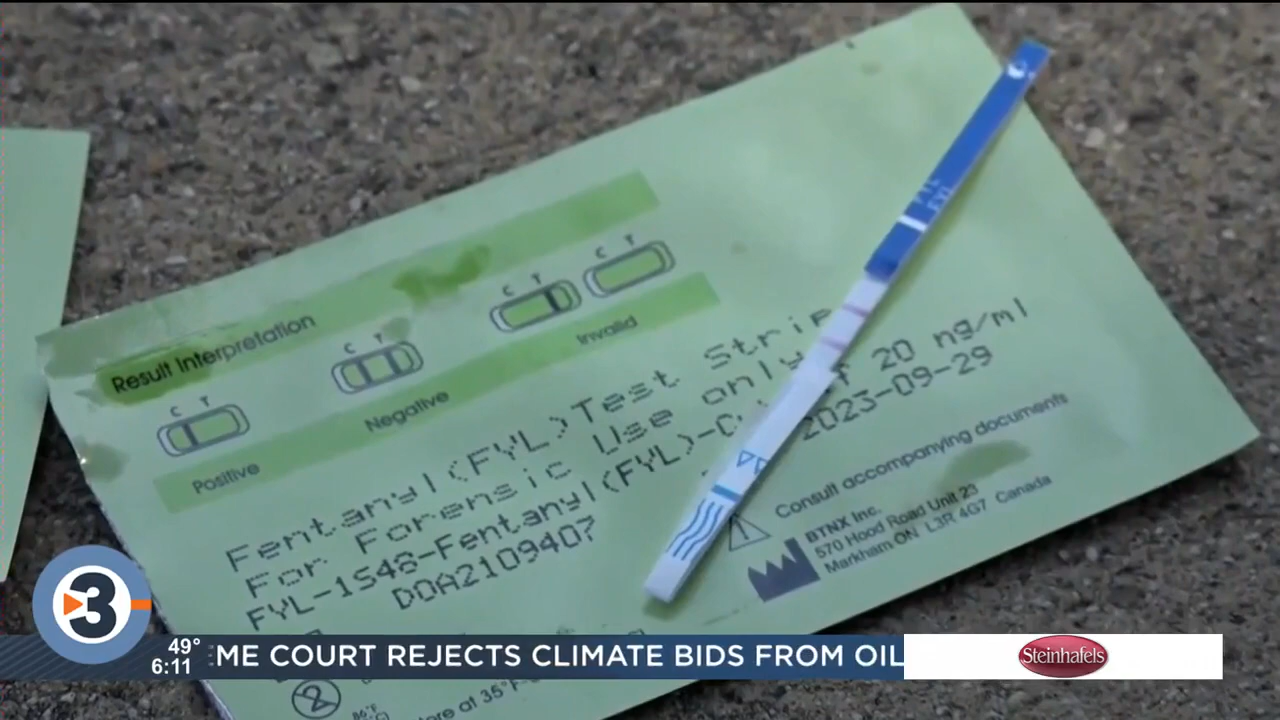 FYL
Result Interpretation
C T
C T
C T
C T
Positive
Negative
Invalid
Fentanyl(FYL)Test Strip
For Forensic Use only
FYL-1S48-Fentanyl(FYL)- 20 ng/ml
DOA2109407
2023-09-29
Consult accompanying documents
BTNX Inc.
570 Hood Road Unit 23
Markham ON L3R 4G7 Canada
3
49°
6:11
ME COURT REJECTS CLIMATE BIDS FROM OIL
Steinhafels